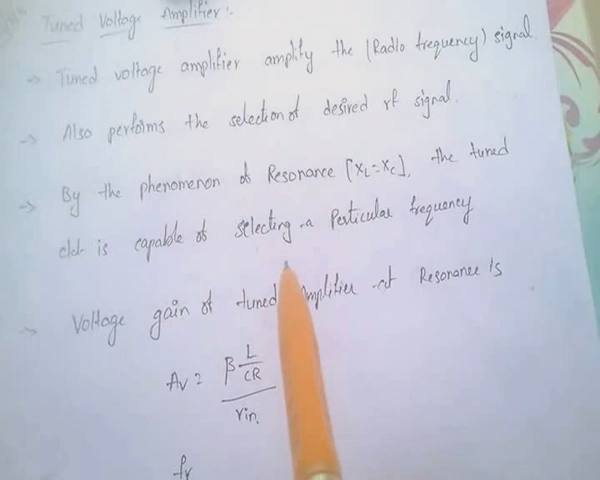 Tuned Voltage Amplifier:-
→ Tuned voltage amplifier amplify the (Radio frequency) signal.
→ Also performs the selection of desired rf signal.
→ By the phenomenon of Resonance [XL=XC], the tuned
ckt is capable of selecting a Perticular frequency
→ Voltage gain of tuned amplifier at Resonance is
Av = β L/CR / rin.
fr